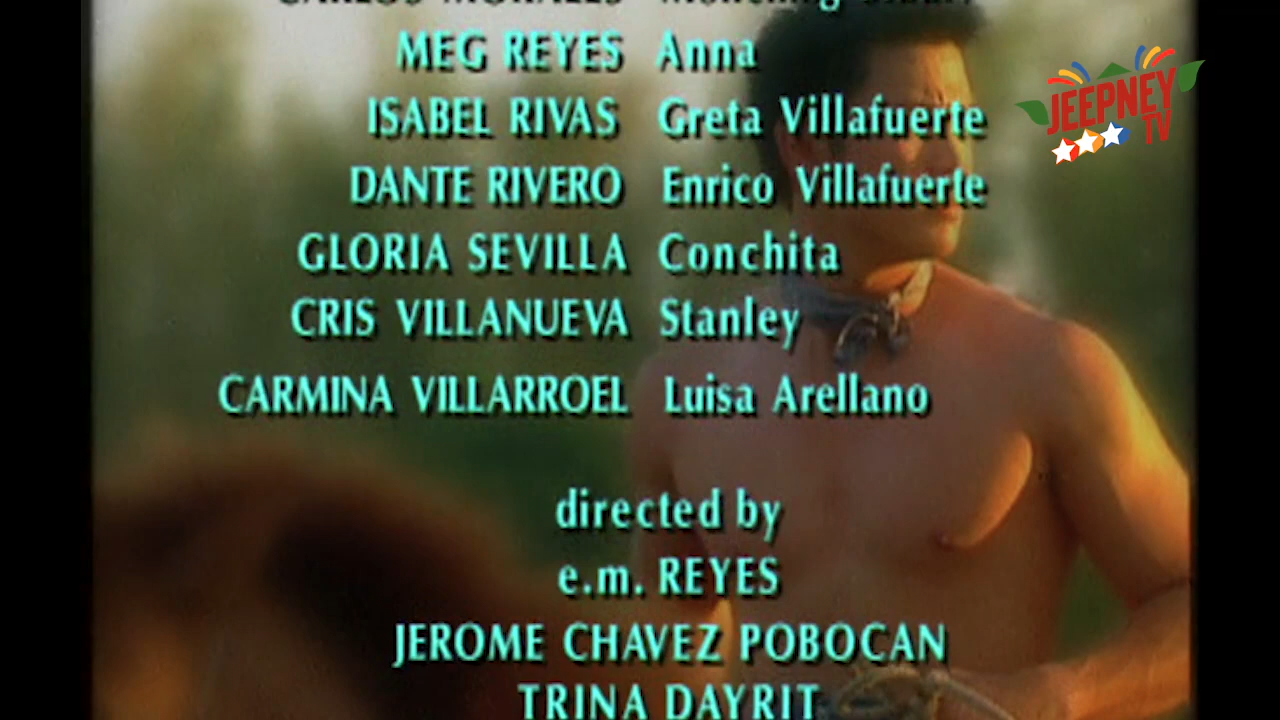 MEG REYES Anna
ISABEL RIVAS Greta Villafuerte
DANTE RIVERO Enrico Villafuerte
GLORIA SEVILLA Conchita
CRIS VILLANUEVA Stanley
CARMINA VILLARROEL Luisa Arellano
directed by
e.m. REYES
JEROME CHAVEZ POBOCAN
TRINA DAYRIT
JEEPNEY
TV